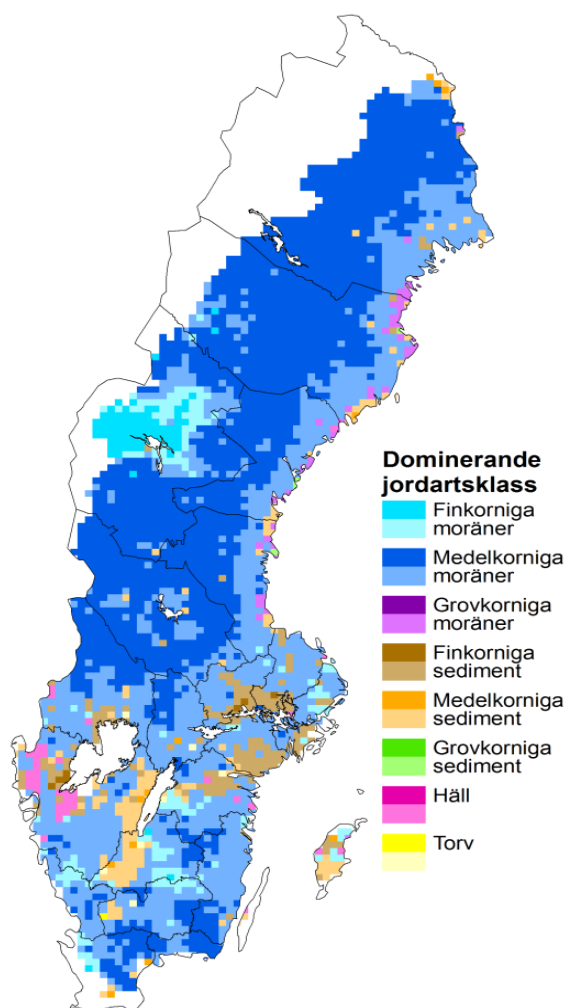 Dominerande
jordartsklass
Finkorniga
moräner
Medelkorniga
moräner
Grovkorniga
moräner
Finkorniga
sediment
Medelkorniga
sediment
Grovkorniga
sediment
Häll
Torv